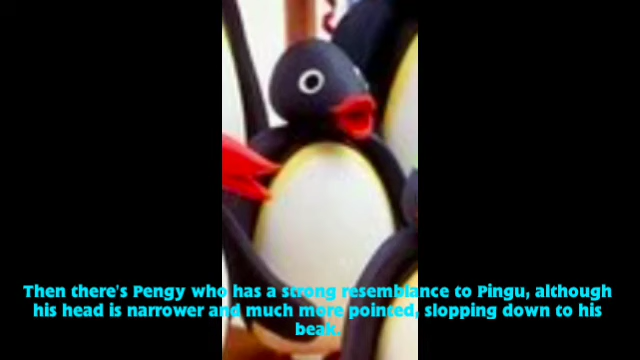 Then there's Pengy who has a strong resemblance to Pingu, although
his head is narrower and much more pointed, slopping down to his
beak.